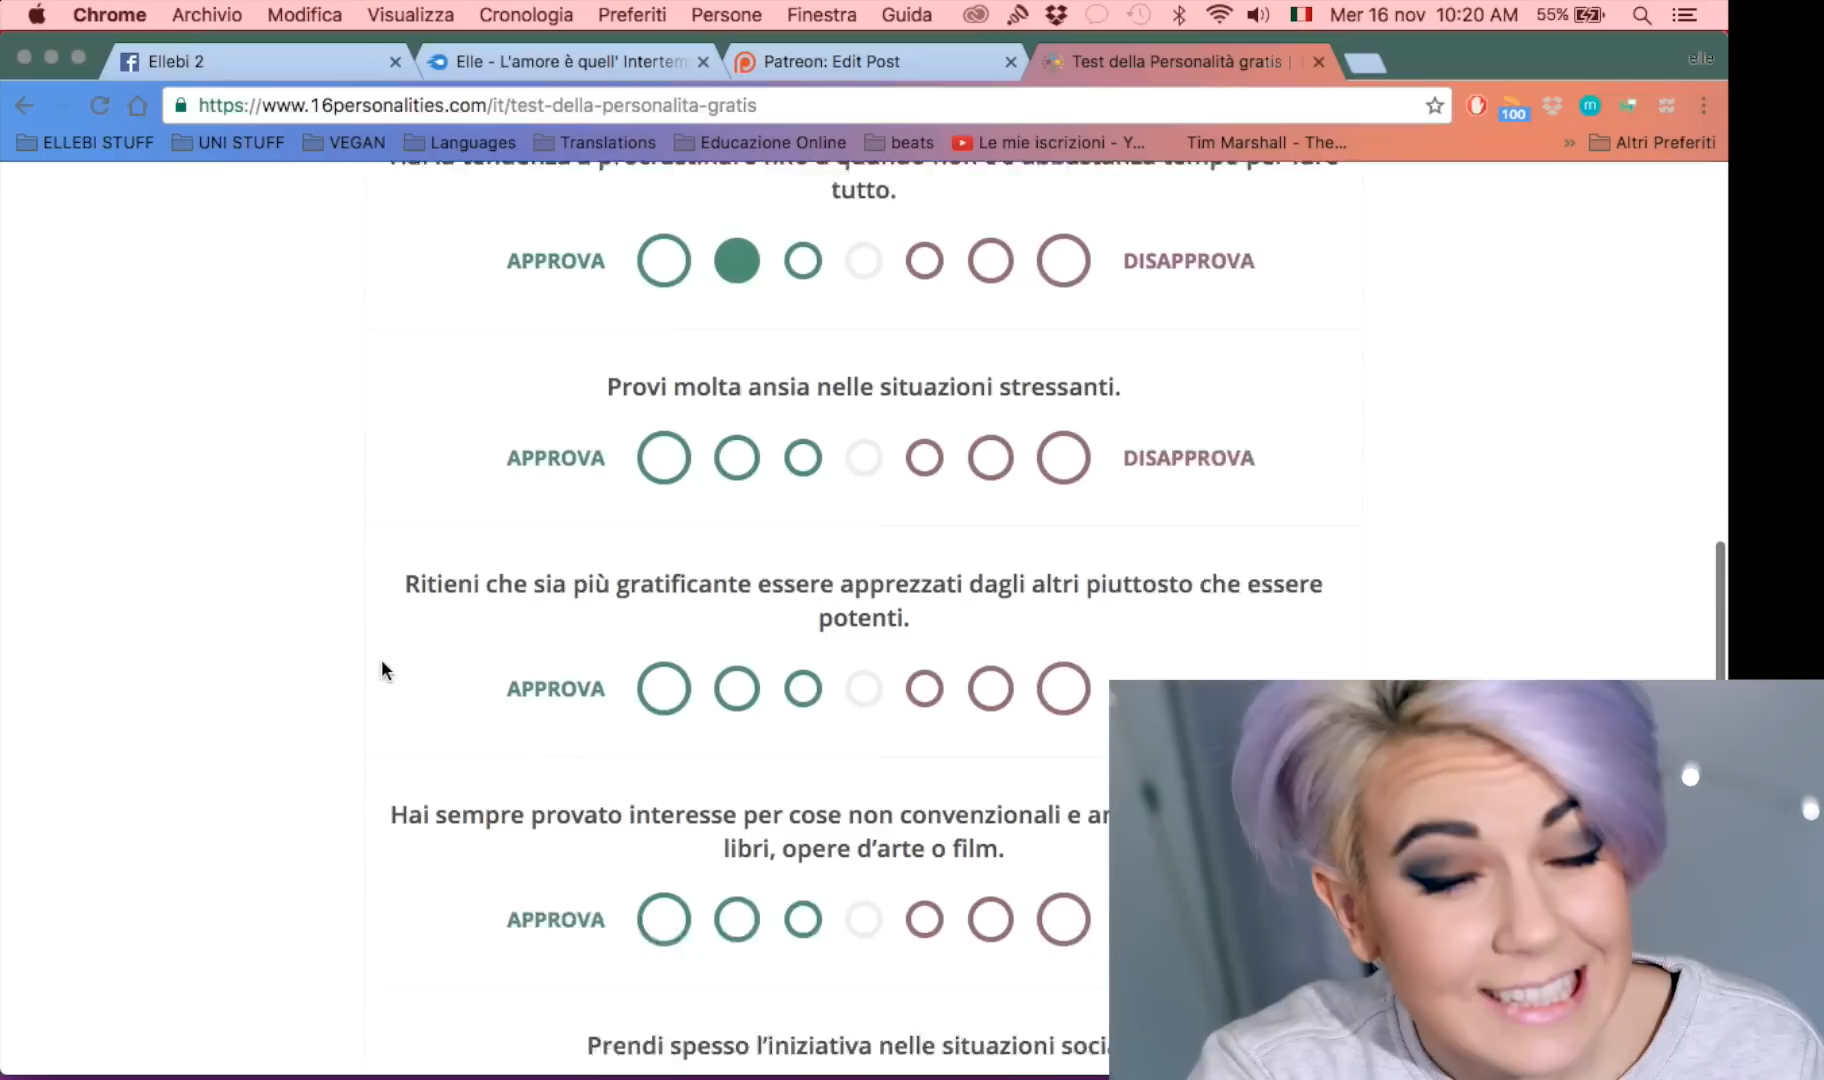 Chrome Archivio Modifica Visualizza Cronologia Preferiti Persone Finestra Guida Mer 16 nov 10:20 AM 55%
Ellebi 2 Elle - L'amore è quell' Interter Patreon: Edit Post Test della Personalità gratis | elle
https://www.16personalities.com/it/test-della-personalita-gratis 100 m
ELLEBI STUFF UNI STUFF VEGAN Languages Translations Educazione Online beats Le mie iscrizioni - Y... Tim Marshall - The... » Altri Preferiti
tutto.
APPROVA DISAPPROVA
Provi molta ansia nelle situazioni stressanti.
APPROVA DISAPPROVA
Ritieni che sia più gratificante essere apprezzati dagli altri piuttosto che essere
potenti.
APPROVA
Hai sempre provato interesse per cose non convenzionali e
libri, opere d’arte o film.
APPROVA
Prendi spesso l’iniziativa nelle situazioni soci